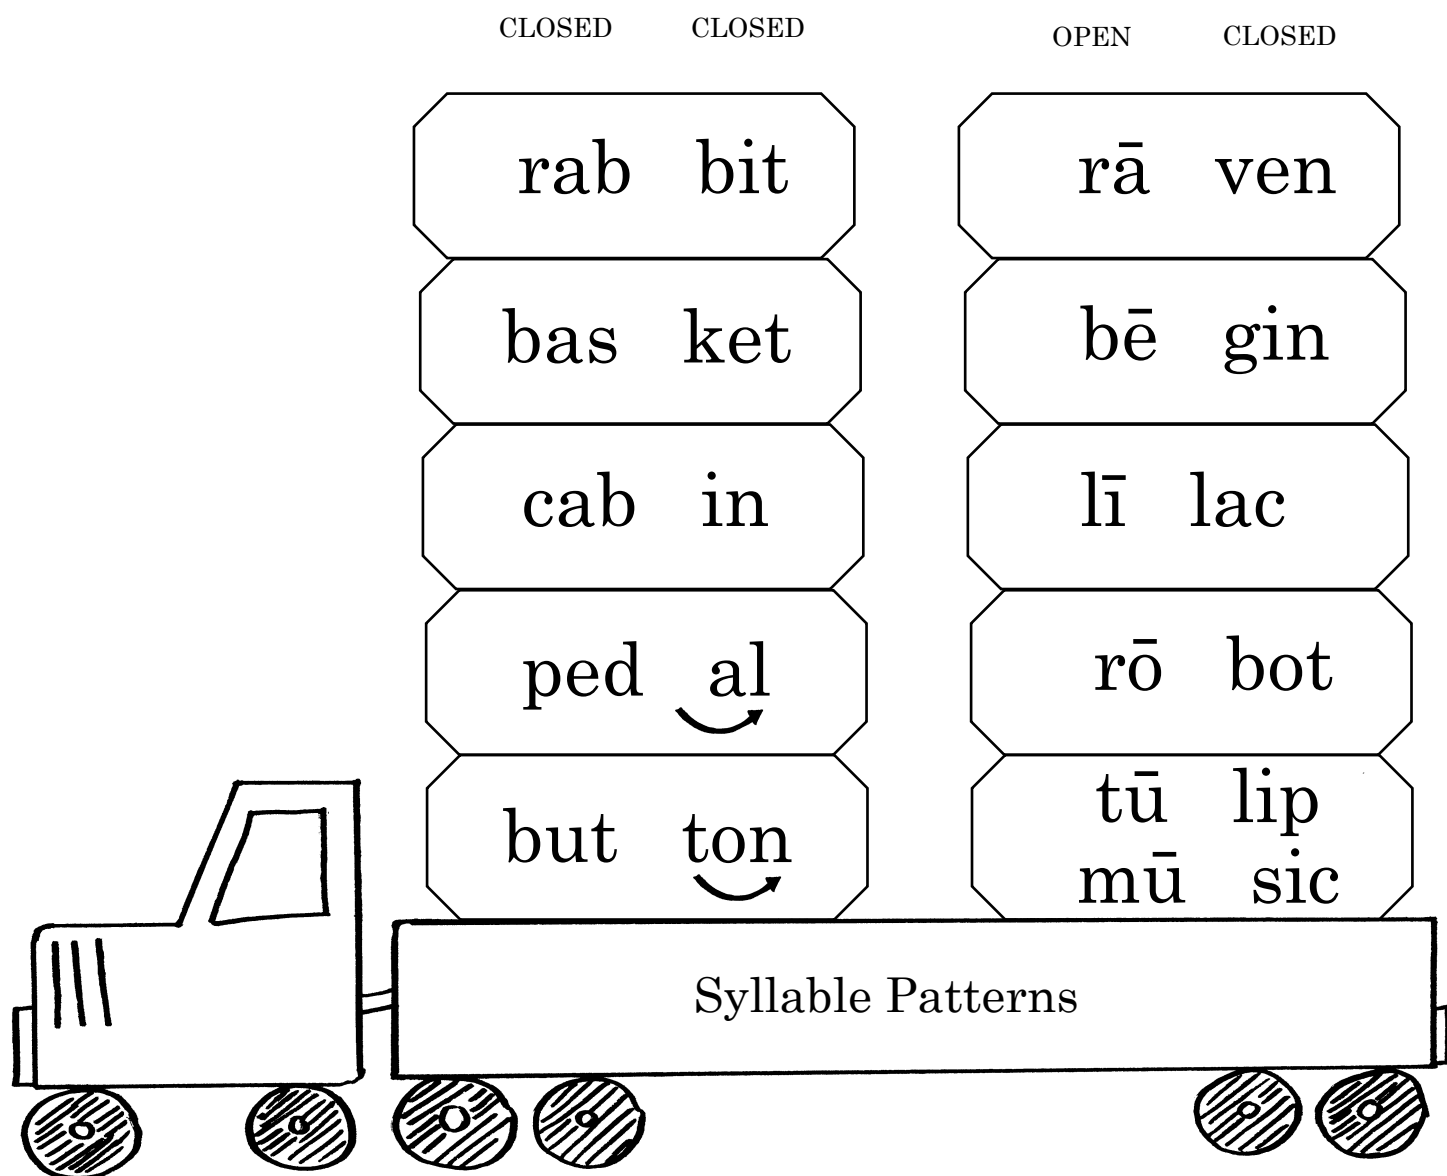 CLOSED CLOSED
rab bit
bas ket
cab in
ped al
but ton
OPEN CLOSED
rā ven
bē gin
lī lac
rō bot
tū lip
mū sic
Syllable Patterns